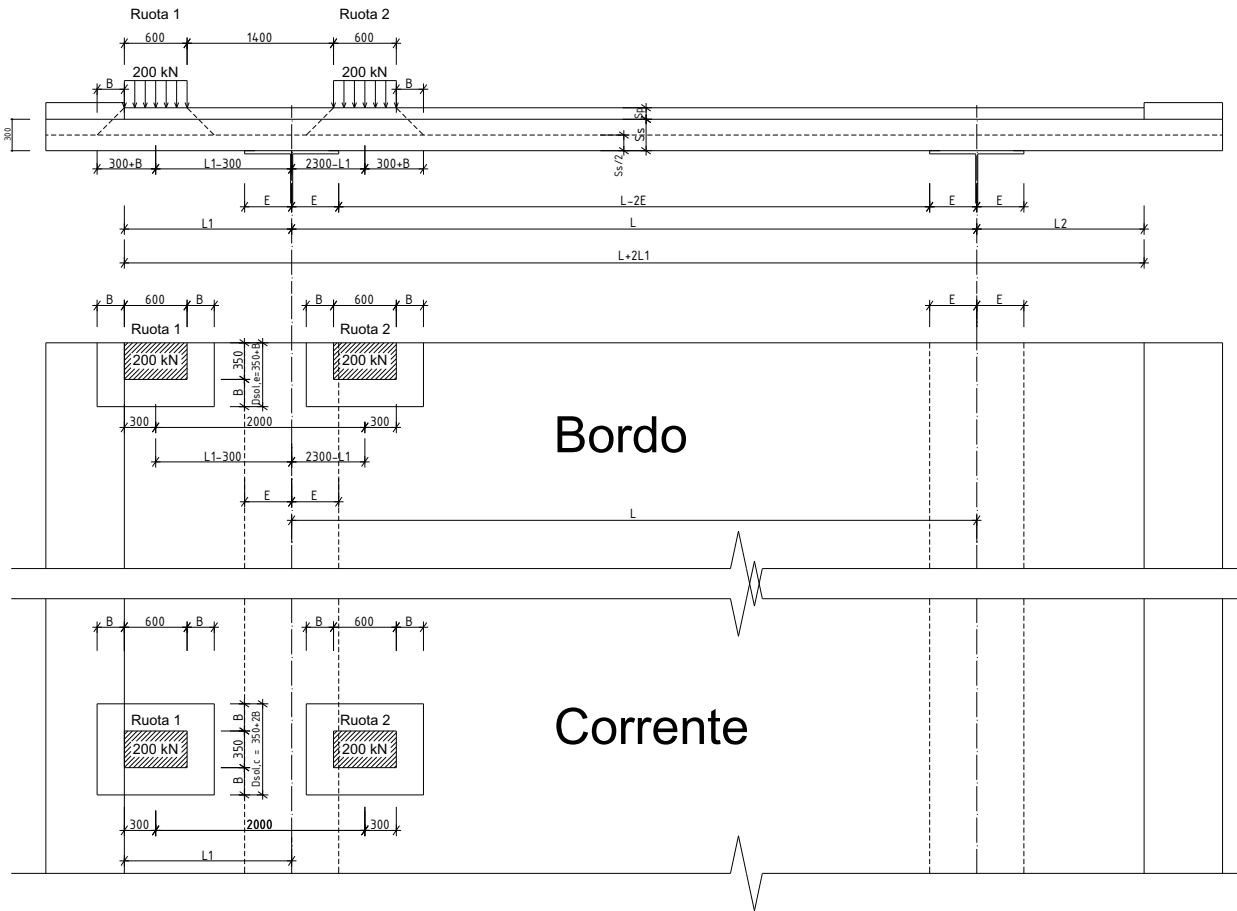 Ruota 1 Ruota 2
600 1400 600
200 kN 200 kN
B B
300
Sp
Ss
Ss/2
300+B L1-300 2300-L1 300+B
E E L-2E E E
L1 L L2
L+2L1
B 600 B B 600 B E E
Ruota 1 Ruota 2
200 kN 200 kN
350
B
Dsol,e=350+B
300 2000 300
L1-300 2300-L1
Bordo
E E
L
B 600 B B 600 B
Ruota 1 Ruota 2
200 kN 200 kN
B
350
B
Dsol,c = 350+2B
Corrente
300 2000 300
L1